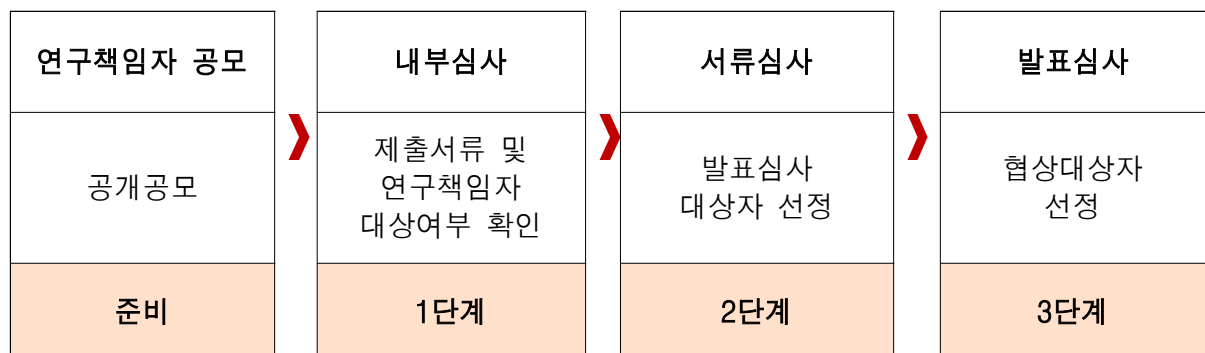 연구책임자 공모
공개공모
준비
내부심사
제출서류 및
연구책임자
대상여부 확인
1단계
서류심사
발표심사
대상자 선정
2단계
발표심사
협상대상자
선정
3단계